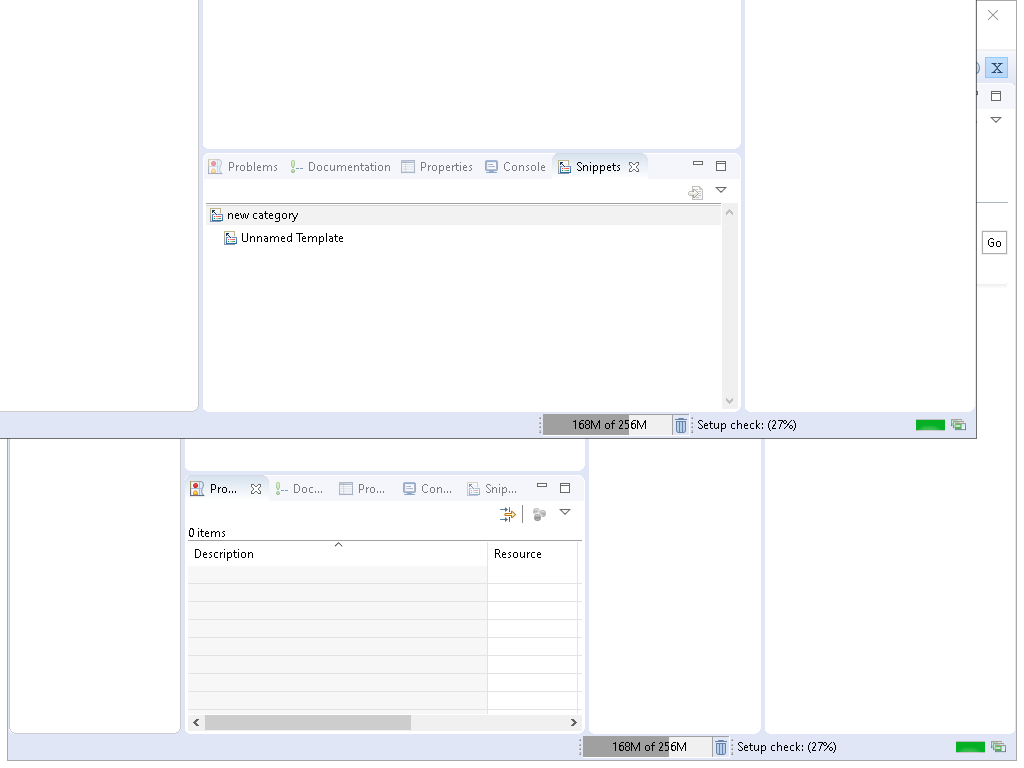 X
Problems Documentation Properties Console Snippets
new category
Unnamed Template
Go
168M of 256M Setup check: (27%)
Pro... Doc... Pro... Con... Snip...
0 items
Description Resource
168M of 256M Setup check: (27%)